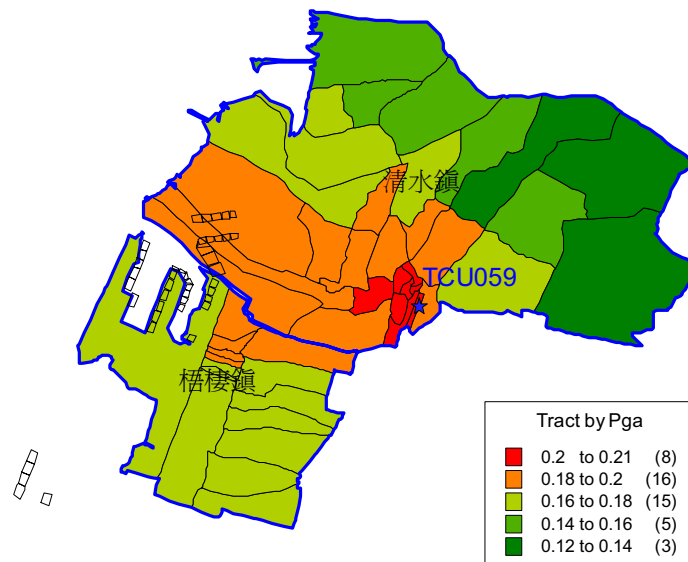 清水鎮
TCU059
梧棲鎮
Tract by Pga
0.2 to 0.21 (8)
0.18 to 0.2 (16)
0.16 to 0.18 (15)
0.14 to 0.16 (5)
0.12 to 0.14 (3)